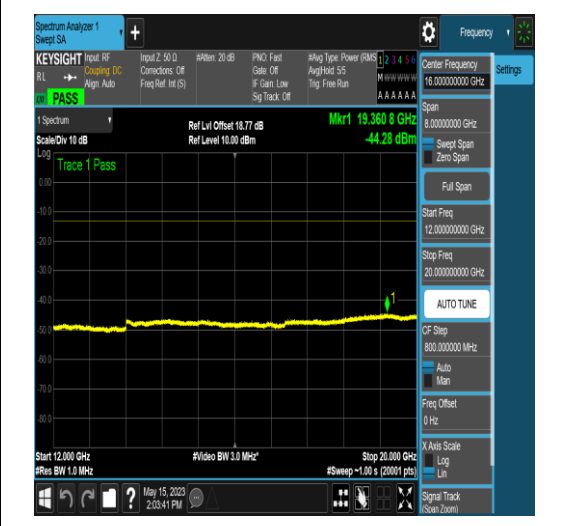 Spectrum Analyzer 1
Swept SA
+
Frequency
KEYSIGHT
RL
PASS
Input: RF
Coupling: DC
Align: Auto
Input Z: 50 Ω
Corrections: Off
Freq Ref: Int (S)
#Atten: 20 dB
PNO: Fast
Gate: Off
IF Gain: Low
Sig Track: Off
#Avg Type: Power (RMS
Avg|Hold: 5/5
Trig: Free Run
1 2 3 4 5 6
M W W W W W
A A A A A A
Center Frequency
16.000000000 GHz
Settings
Span
8.00000000 GHz
Swept Span
Zero Span
Full Span
Start Freq
12.000000000 GHz
Stop Freq
20.000000000 GHz
AUTO TUNE
CF Step
800.000000 MHz
Auto
Man
Freq Offset
0 Hz
X Axis Scale
Log
Lin
Signal Track
(Span Zoom)
1 Spectrum
Scale/Div 10 dB
Ref Lvl Offset 18.77 dB
Ref Level 10.00 dBm
Mkr1 19.360 8 GHz
-44.28 dBm
Log
Trace 1 Pass
0.00
-10.0
-20.0
-30.0
-40.0
-50.0
-60.0
-70.0
-80.0
1
Start 12.000 GHz
#Res BW 1.0 MHz
#Video BW 3.0 MHz*
Stop 20.000 GHz
#Sweep ~1.00 s (20001 pts)
?
May 15, 2023
2:03:41 PM